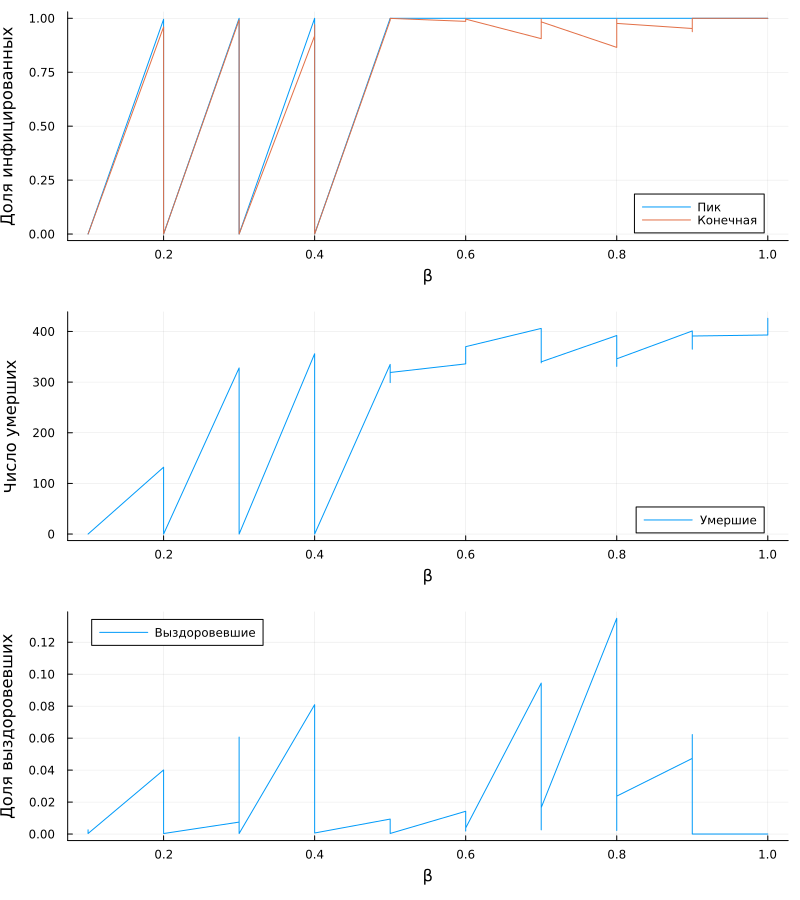 Доля инфицированных
1.00
0.75
0.50
0.25
0.00
Пик
Конечная
0.2 0.4 0.6 0.8 1.0
β
Число умерших
400
300
200
100
0
Умершие
0.2 0.4 0.6 0.8 1.0
β
Доля выздоровевших
Выздоровевшие
0.12
0.10
0.08
0.06
0.04
0.02
0.00
0.2 0.4 0.6 0.8 1.0
β